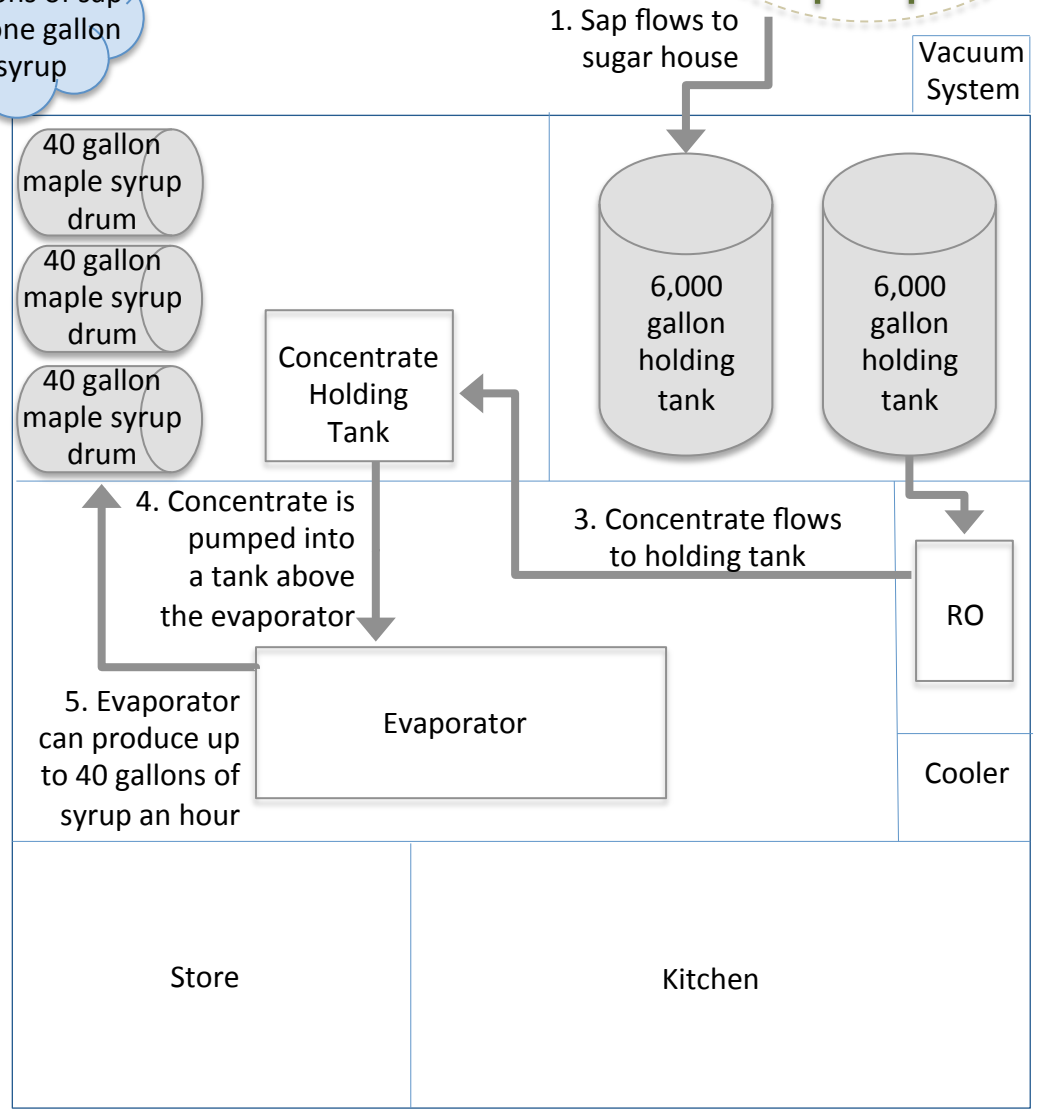 one gallon
syrup
1. Sap flows to
sugar house
Vacuum
System
40 gallon
maple syrup
drum
40 gallon
maple syrup
drum
40 gallon
maple syrup
drum
Concentrate
Holding
Tank
6,000
gallon
holding
tank
6,000
gallon
holding
tank
4. Concentrate is
pumped into
a tank above
the evaporator
3. Concentrate flows
to holding tank
RO
5. Evaporator
can produce up
to 40 gallons of
syrup an hour
Evaporator
Cooler
Store
Kitchen